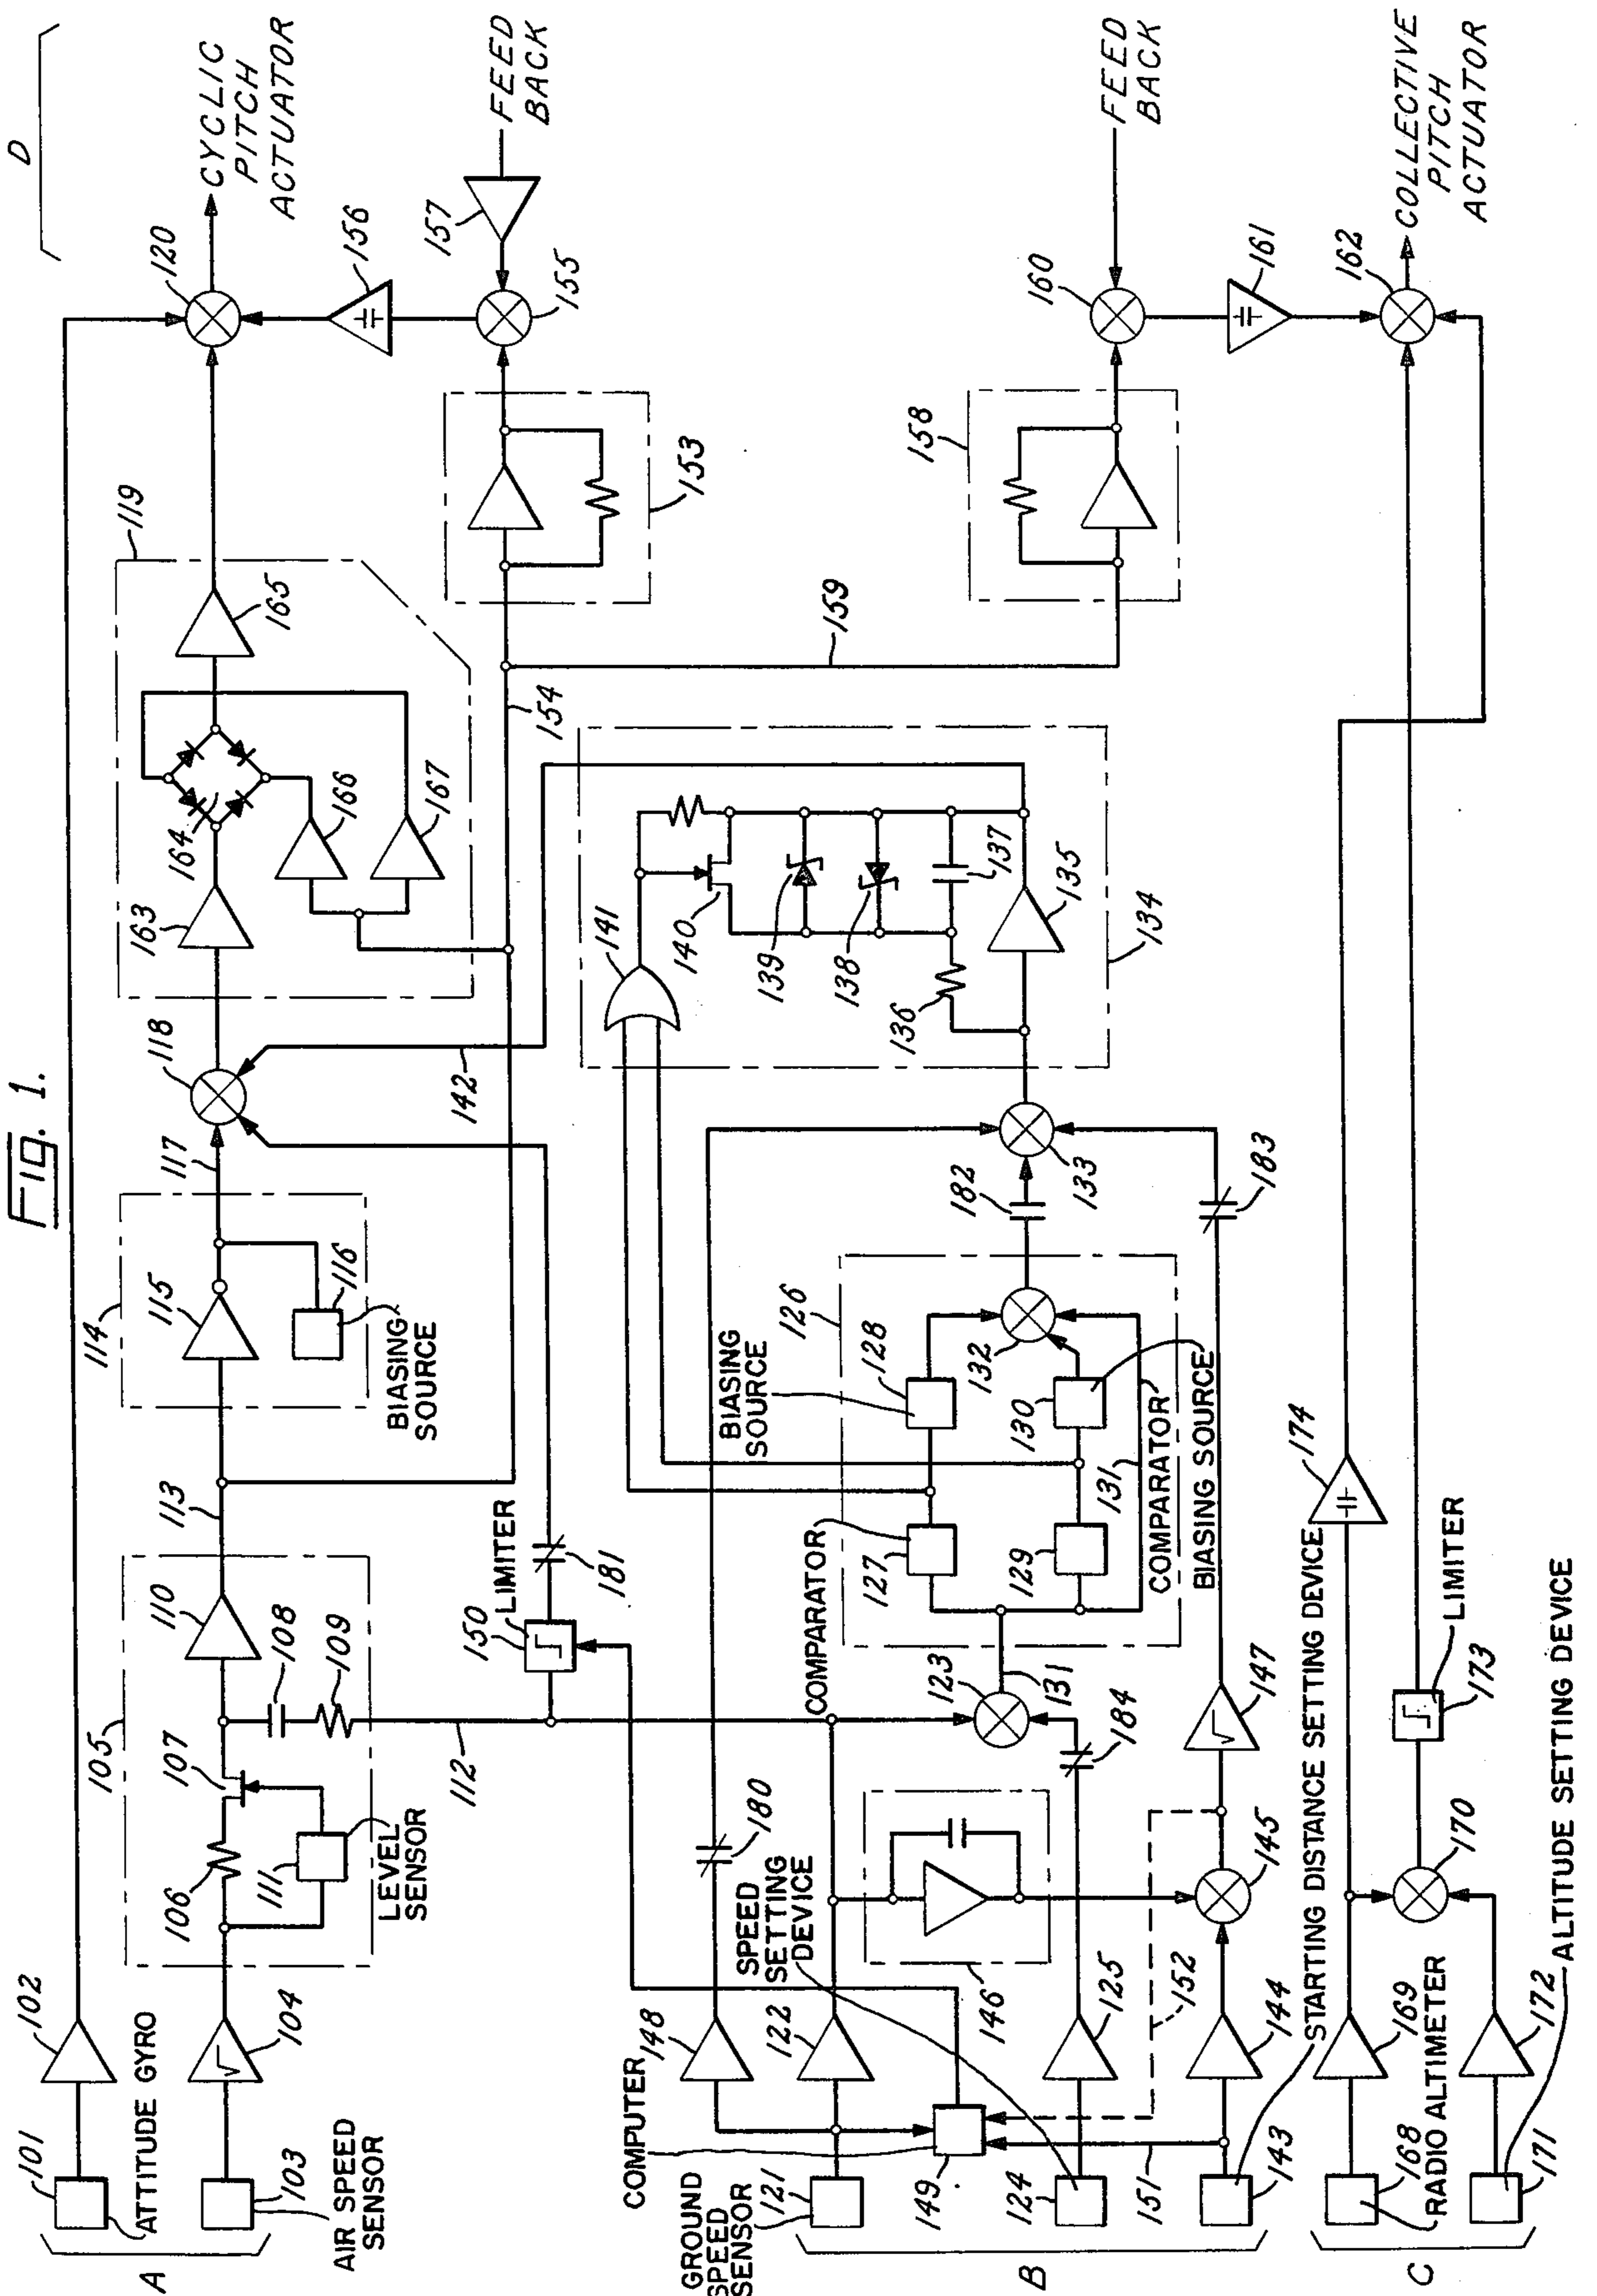 Fig. 1.
D
CYCLIC
PITCH
ACTUATOR
FEED
BACK
FEED
BACK
COLLECTIVE
PITCH
ACTUATOR
120
156
157
155
160
161
162
119
165
164
163
166
167
153
158
159
154
118
117
142
141
140
139
138
137
136
135
134
114
115
116
BIASING
SOURCE
113
105
110
108
109
107
106
111
LEVEL
SENSOR
112
150
LIMITER
181
180
182
133
183
126
128
132
130
131
127
129
BIASING
SOURCE
COMPARATOR
COMPARATOR
BIASING SOURCE
123
131
184
147
145
146
152
125
144
SPEED
SETTING
DEVICE
148
122
COMPUTER
149
151
124
143
GROUND
SPEED
SENSOR
121
STARTING DISTANCE SETTING DEVICE
B
A
101
102
ATTITUDE GYRO
103
104
AIR SPEED
SENSOR
C
168
169
RADIO ALTIMETER
171
172
ALTITUDE SETTING DEVICE
170
173
LIMITER
174